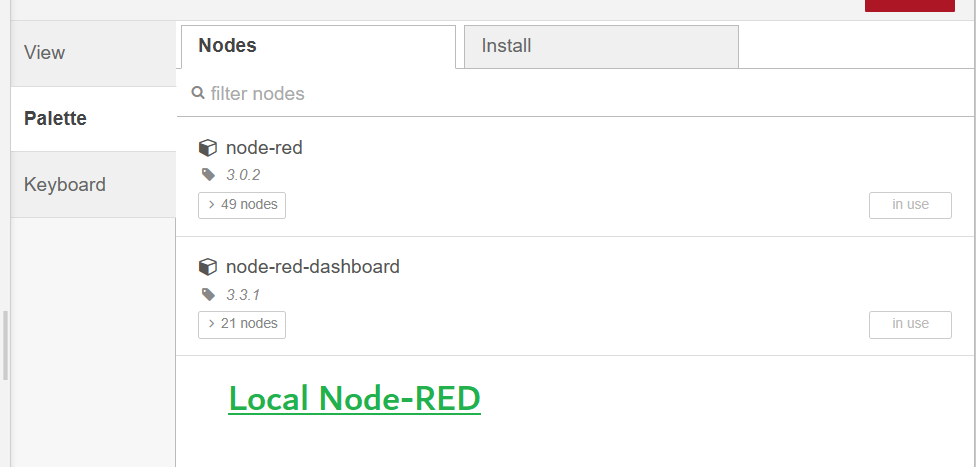 View
Palette
Keyboard
Nodes
Install
filter nodes
node-red
3.0.2
> 49 nodes
in use
node-red-dashboard
3.3.1
> 21 nodes
in use
Local Node-RED